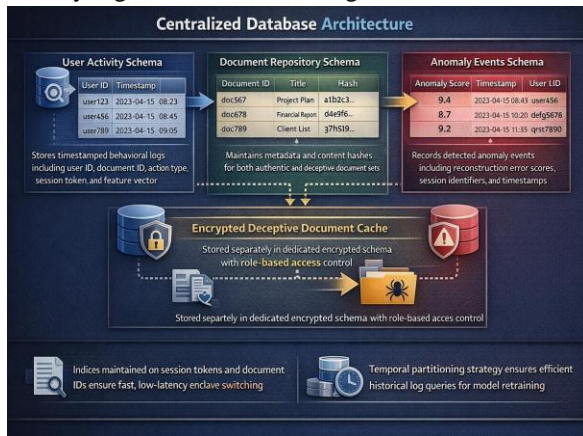 Centralized Database Architecture
User Activity Schema
User ID Timestamp
user123 2023-04-15 08:23
user456 2023-04-15 08:45
user789 2023-04-15 09:05
Stores timestamped behavioral logs
including user ID, document ID, action type,
session token, and feature vector
Document Repository Schema
Document ID Title Hash
doc567 Project Plan a1b2c3...
doc678 Financial Report d4e9f6...
doc789 Client List 37h5i9...
Maintains metadata and content hashes
for both authentic and deceptive document sets
Anomaly Events Schema
Anomaly Score Timestamp User LID
9.4 2023-04-15 08:43 user456
8.7 2023-04-15 10:20 defg5678
9.2 2023-04-15 11:35 qrst7890
Records detected anomaly events
including reconstruction error scores,
session identifiers, and timestamps
Encrypted Deceptive Document Cache
Stored separately in dedicated encrypted schema
with role-based access control
Stored separtely in dedicated encrypted schema with role-based acces control
Indices maintained on session tokens and document
IDs ensure fast, low-latency enclave switching
Temporal partitioning strategy ensures efficient
historical log queries for model retraining